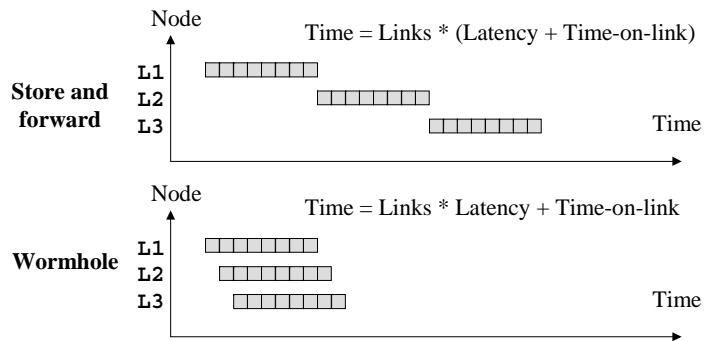 Node
Time = Links * (Latency + Time-on-link)
L1
Store and
forward
L2
L3
Time
Node
Time = Links * Latency + Time-on-link
L1
Wormhole
L2
L3
Time